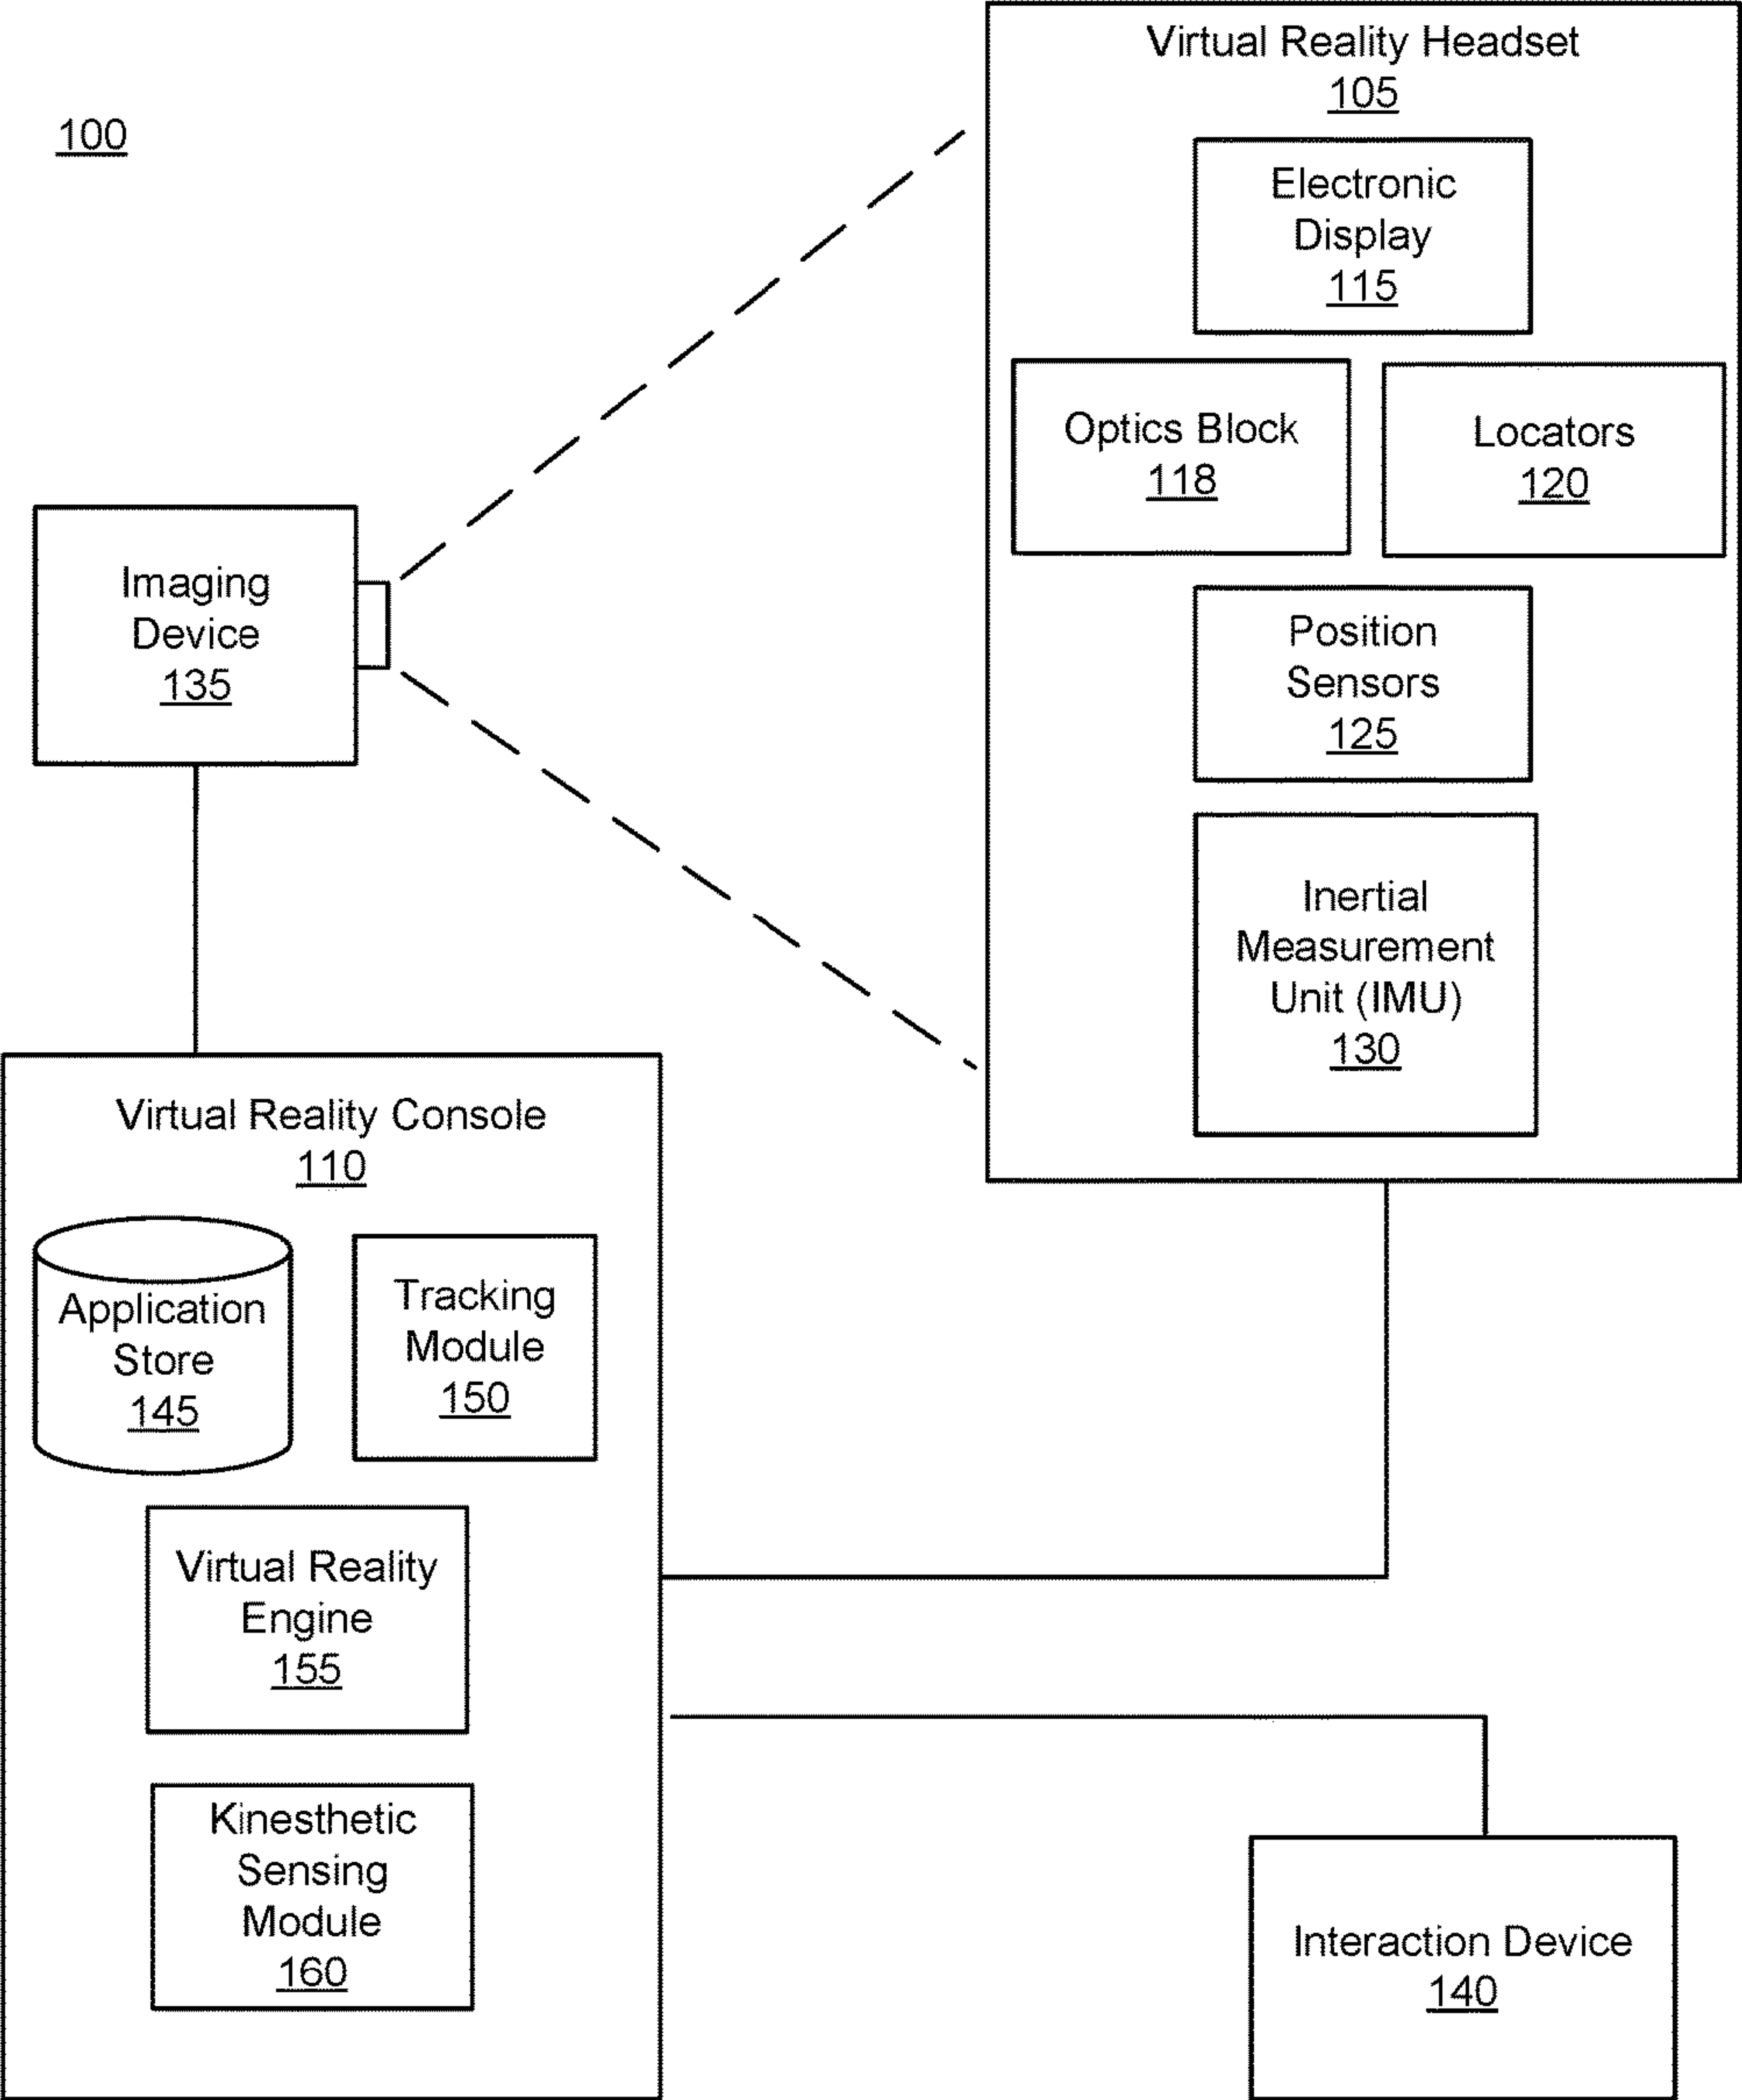 100
Virtual Reality Headset
105
Electronic
Display
115
Optics Block
118
Locators
120
Position
Sensors
125
Inertial
Measurement
Unit (IMU)
130
Imaging
Device
135
Virtual Reality Console
110
Application
Store
145
Tracking
Module
150
Virtual Reality
Engine
155
Kinesthetic
Sensing
Module
160
Interaction Device
140